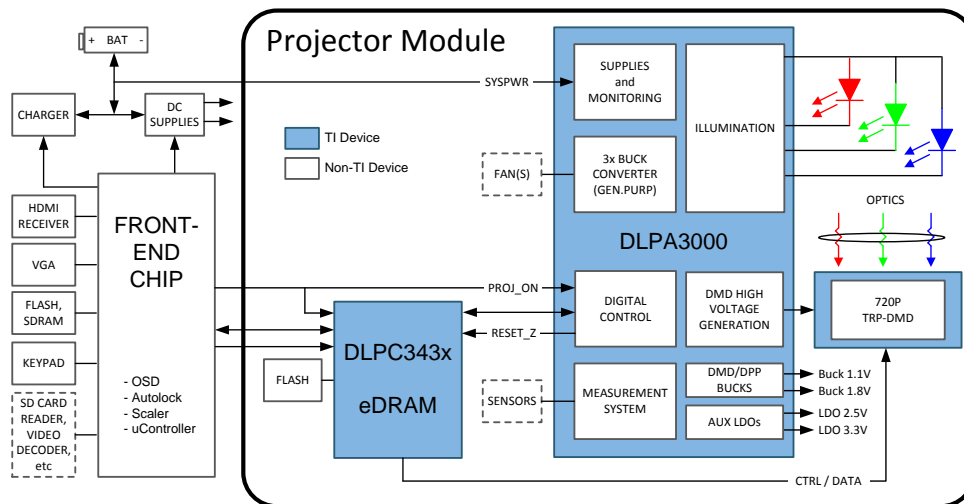 Projector Module
+ BAT -
CHARGER
DC
SUPPLIES
SYSPWR
TI Device
Non-TI Device
SUPPLIES
and
MONITORING
ILLUMINATION
FAN(S)
3x BUCK
CONVERTER
(GEN.PURP)
DLPA3000
HDMI
RECEIVER
VGA
FLASH,
SDRAM
KEYPAD
SD CARD
READER,
VIDEO
DECODER,
etc
FRONT-
END
CHIP
- OSD
- Autolock
- Scaler
- uController
PROJ_ON
RESET_Z
DLPC343x
eDRAM
FLASH
SENSORS
DIGITAL
CONTROL
DMD HIGH
VOLTAGE
GENERATION
MEASUREMENT
SYSTEM
DMD/DPP
BUCKS
AUX LDOs
OPTICS
720P
TRP-DMD
Buck 1.1V
Buck 1.8V
LDO 2.5V
LDO 3.3V
CTRL / DATA